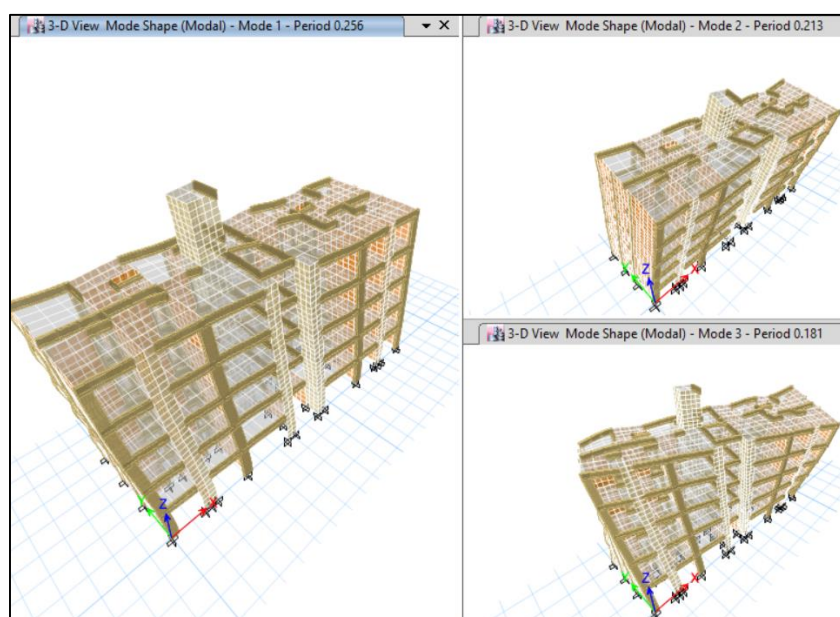 3-D View Mode Shape (Modal) - Mode 1 - Period 0.256
3-D View Mode Shape (Modal) - Mode 2 - Period 0.213
3-D View Mode Shape (Modal) - Mode 3 - Period 0.181
Y Z X
Y Z X
Y Z X